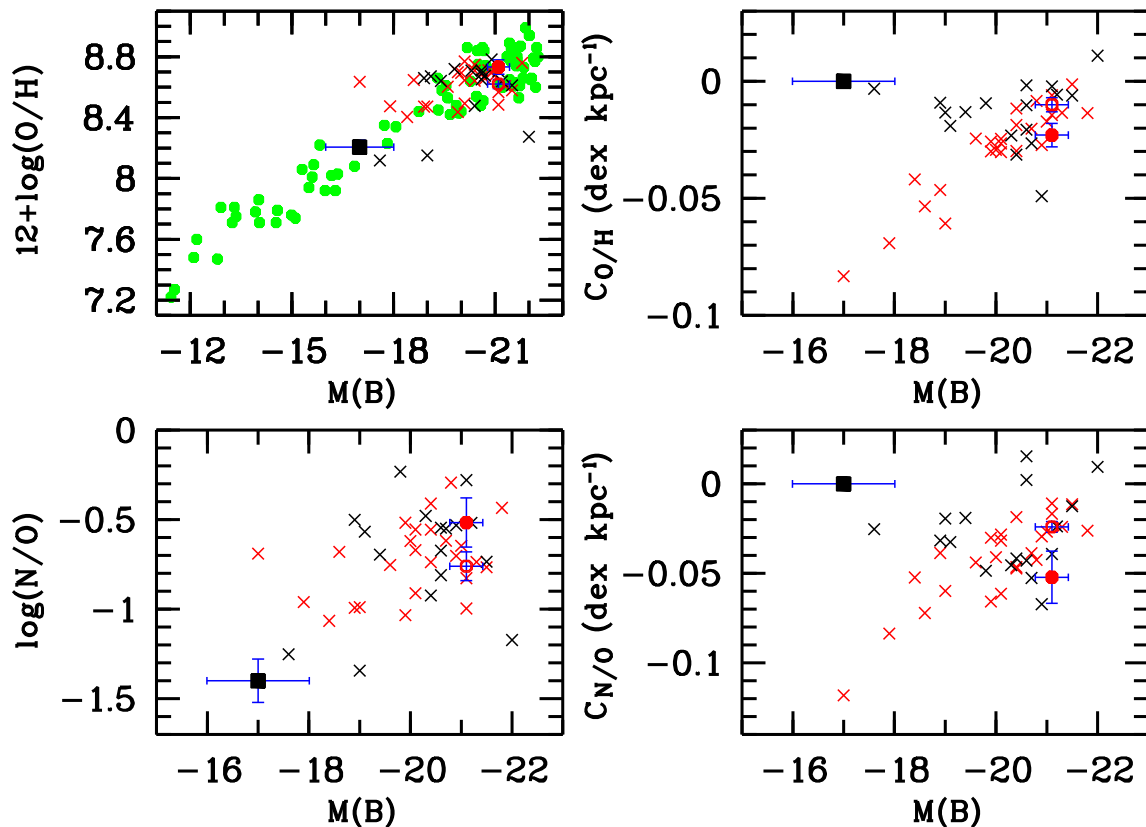 12+log(O/H)
8.8
8.4
8
7.6
7.2
−12 −15 −18 −21
M(B)
C_O/H (dex kpc⁻¹)
0
−0.05
−0.1
−16 −18 −20 −22
M(B)
log(N/O)
0
−0.5
−1
−1.5
−16 −18 −20 −22
M(B)
C_N/O (dex kpc⁻¹)
0
−0.05
−0.1
−16 −18 −20 −22
M(B)